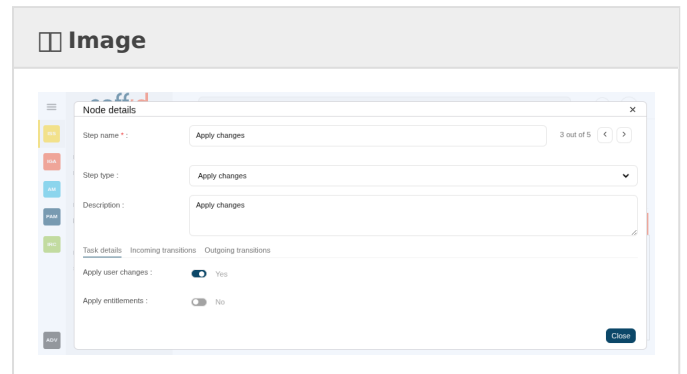 Image
Node details ×
Step name * : Apply changes 3 out of 5 < >
Step type : Apply changes
Description : Apply changes
Task details Incoming transitions Outgoing transitions
Apply user changes : Yes
Apply entitlements : No
Close
PAM
ADV